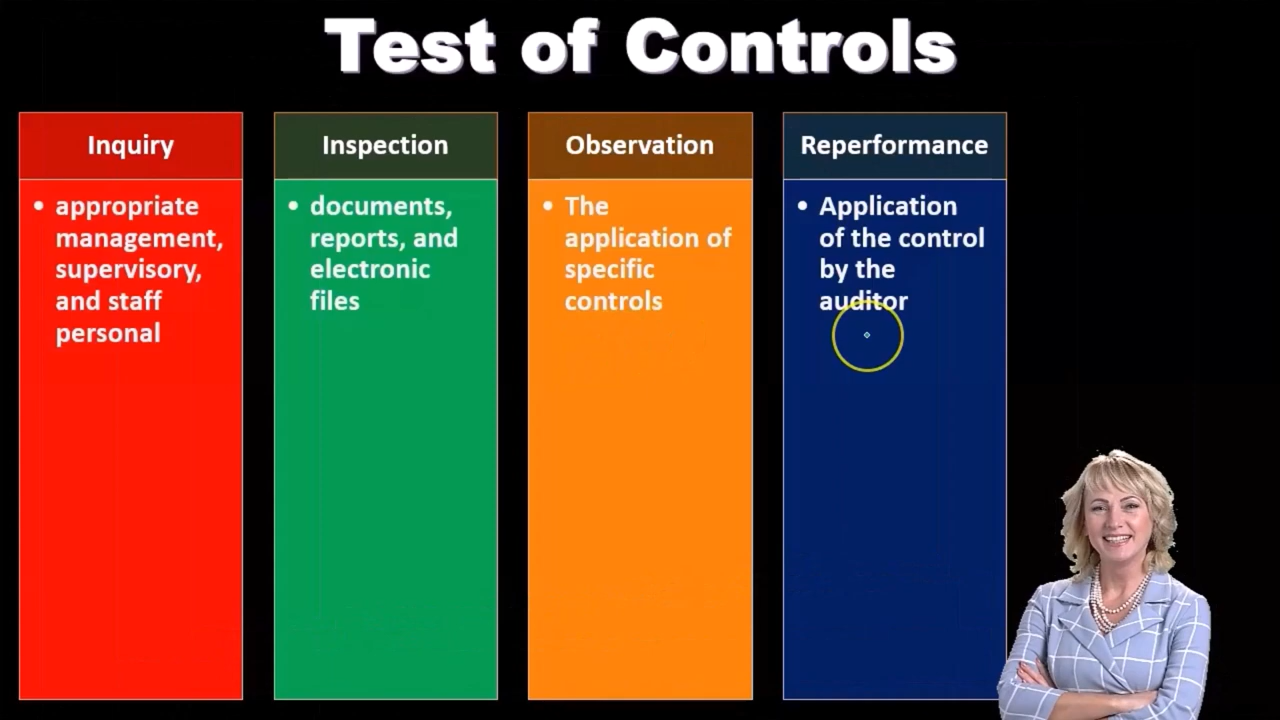 Test of Controls
Inquiry
• appropriate
management,
supervisory,
and staff
personal
Inspection
• documents,
reports, and
electronic
files
Observation
• The
application of
specific
controls
Reperformance
• Application
of the control
by the
auditor